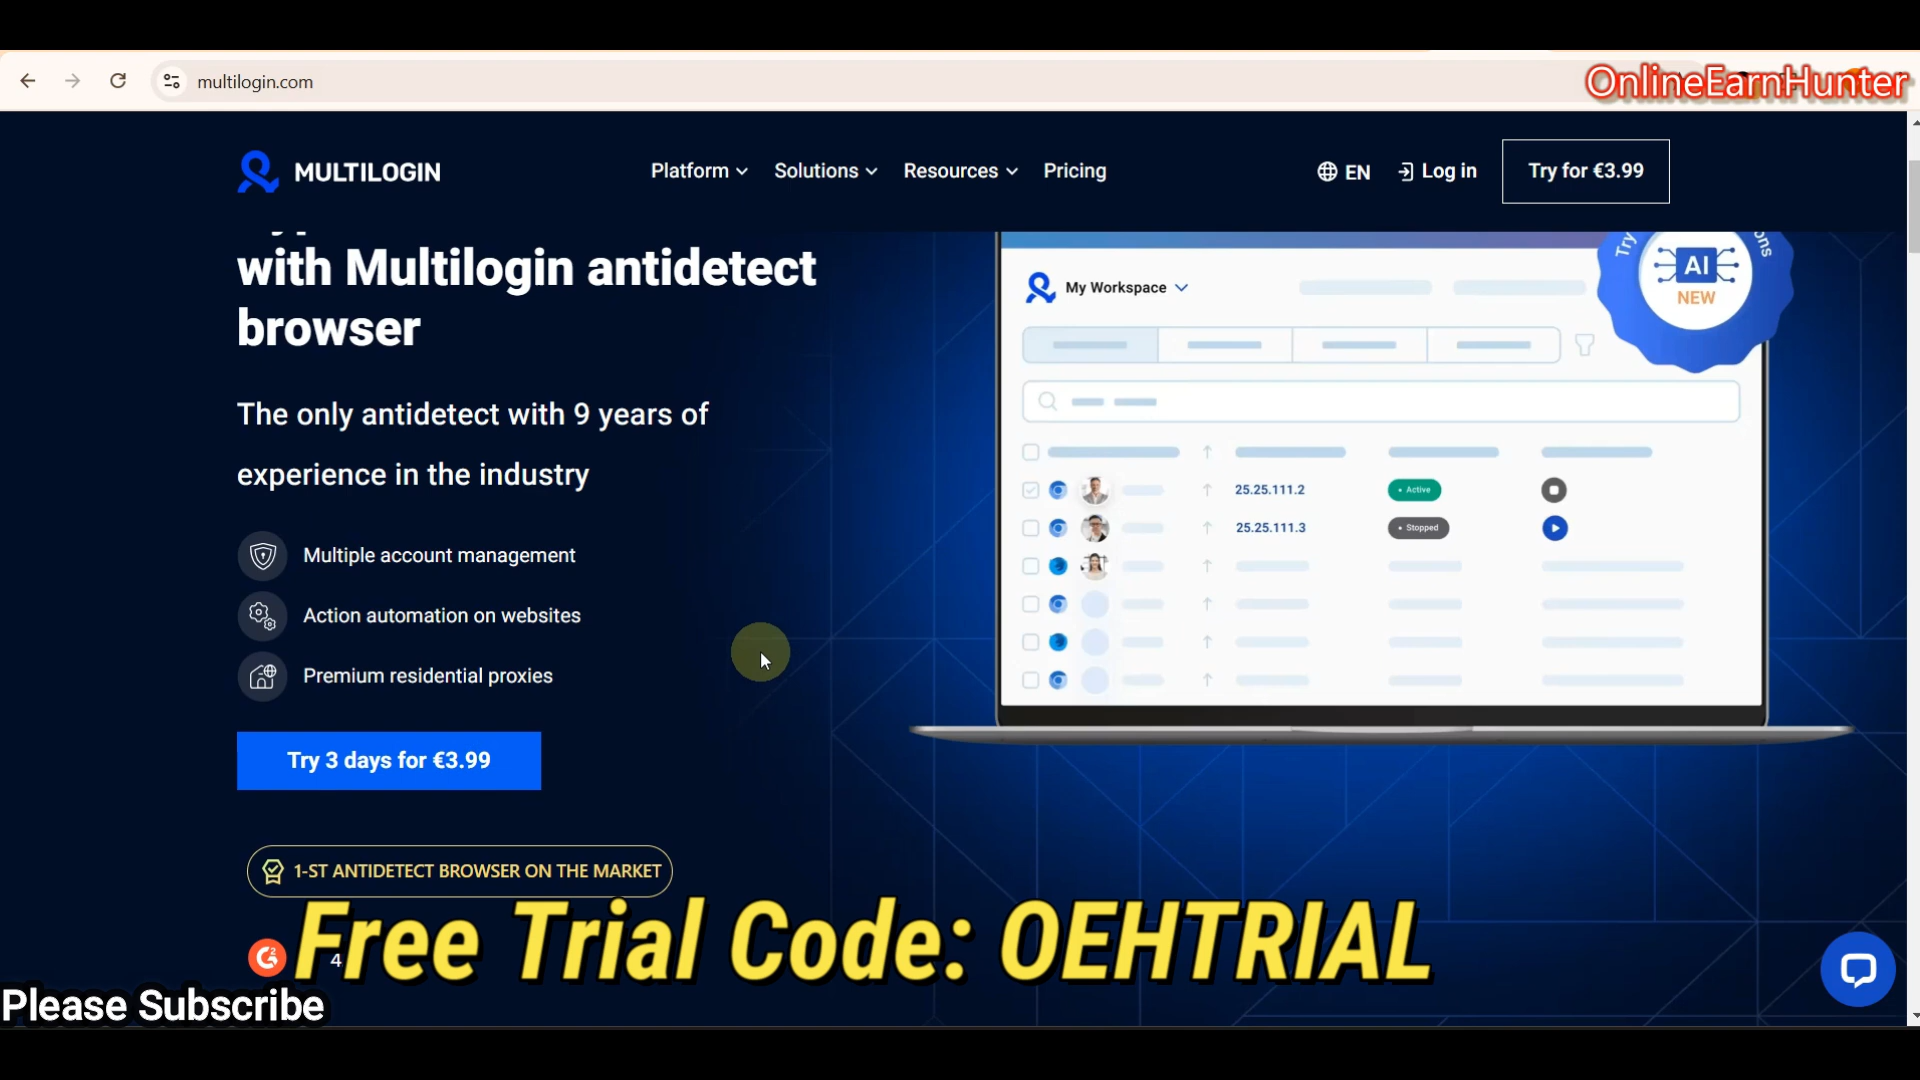 multilogin.com
OnlineEarnHunter
MULTILOGIN
Platform
Solutions
Resources
Pricing
EN
Log in
Try for €3.99
with Multilogin antidetect
browser
The only antidetect with 9 years of
experience in the industry
Multiple account management
Action automation on websites
Premium residential proxies
Try 3 days for €3.99
1-ST ANTIDETECT BROWSER ON THE MARKET
My Workspace
Try
AI
NEW
25.25.111.2
Active
25.25.111.3
Stopped
4
Free Trial Code: OEHTRIAL
Please Subscribe